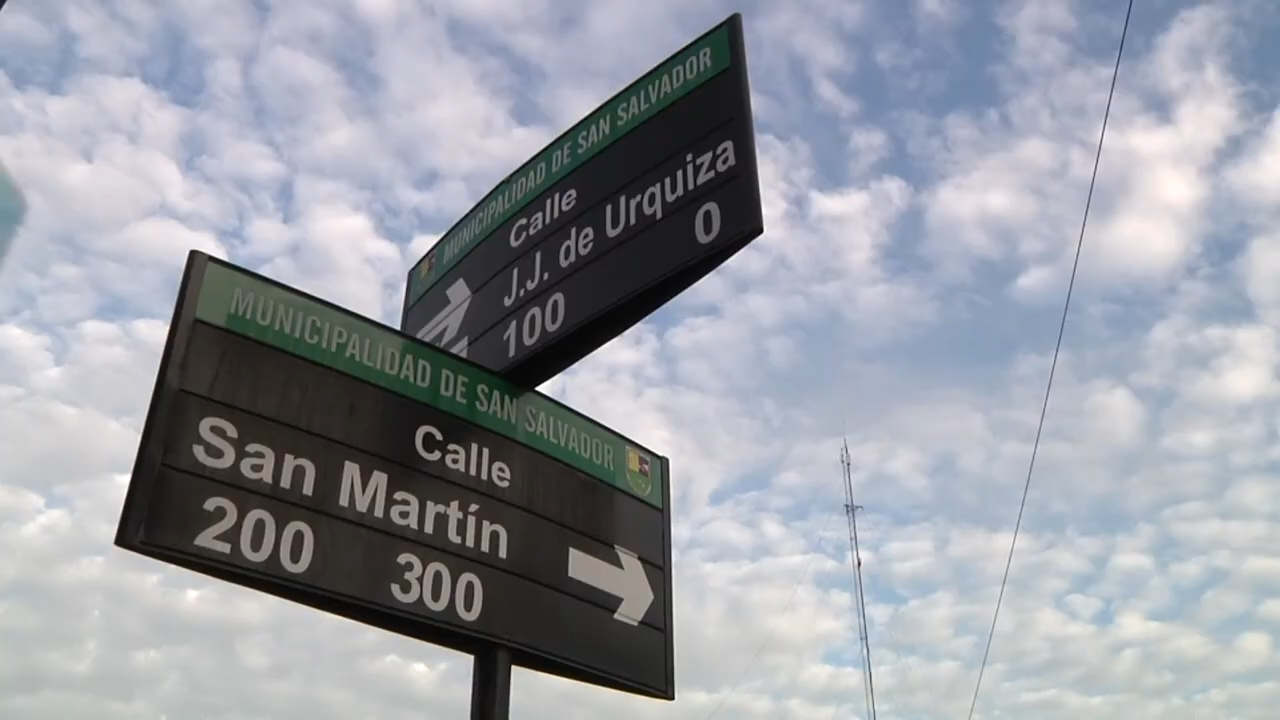 MUNICIPALIDAD DE SAN SALVADOR
Calle
J.J. de Urquiza
100 0
MUNICIPALIDAD DE SAN SALVADOR
Calle
San Martín
200 300